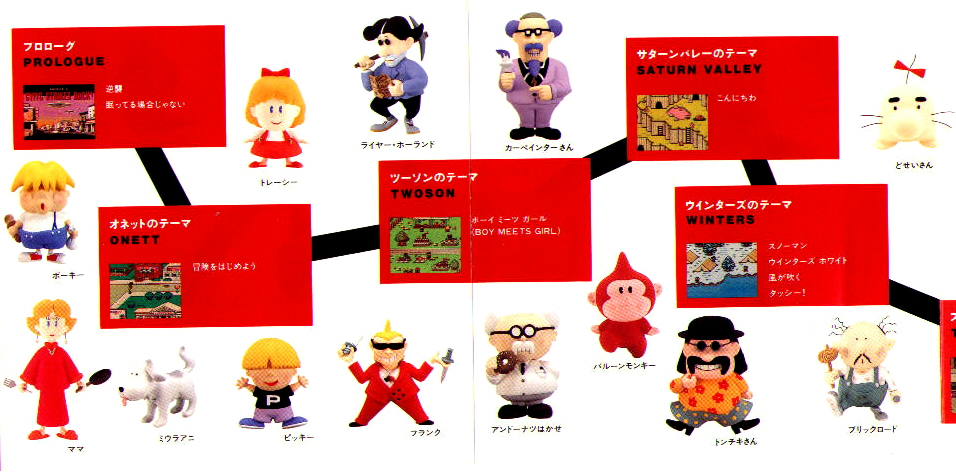 プロローグ
PROLOGUE
逆襲
眠ってる場合じゃない
トレーシー
ライヤー・ホーランド
カーペインターさん
サターンバレーのテーマ
SATURN VALLEY
こんにちわ
どせいさん
ポーキー
オネットのテーマ
ONETT
冒険をはじめよう
ツーソンのテーマ
TWOSON
ボーイ ミーツ ガール
(BOY MEETS GIRL)
ウインターズのテーマ
WINTERS
スノーマン
ウインターズ ホワイト
風が吹く
タッシー!
バルーンモンキー
ママ
ミウラアニ
P
ピッキー
フランク
アンドーナツはかせ
トンチキさん
ブリックロード